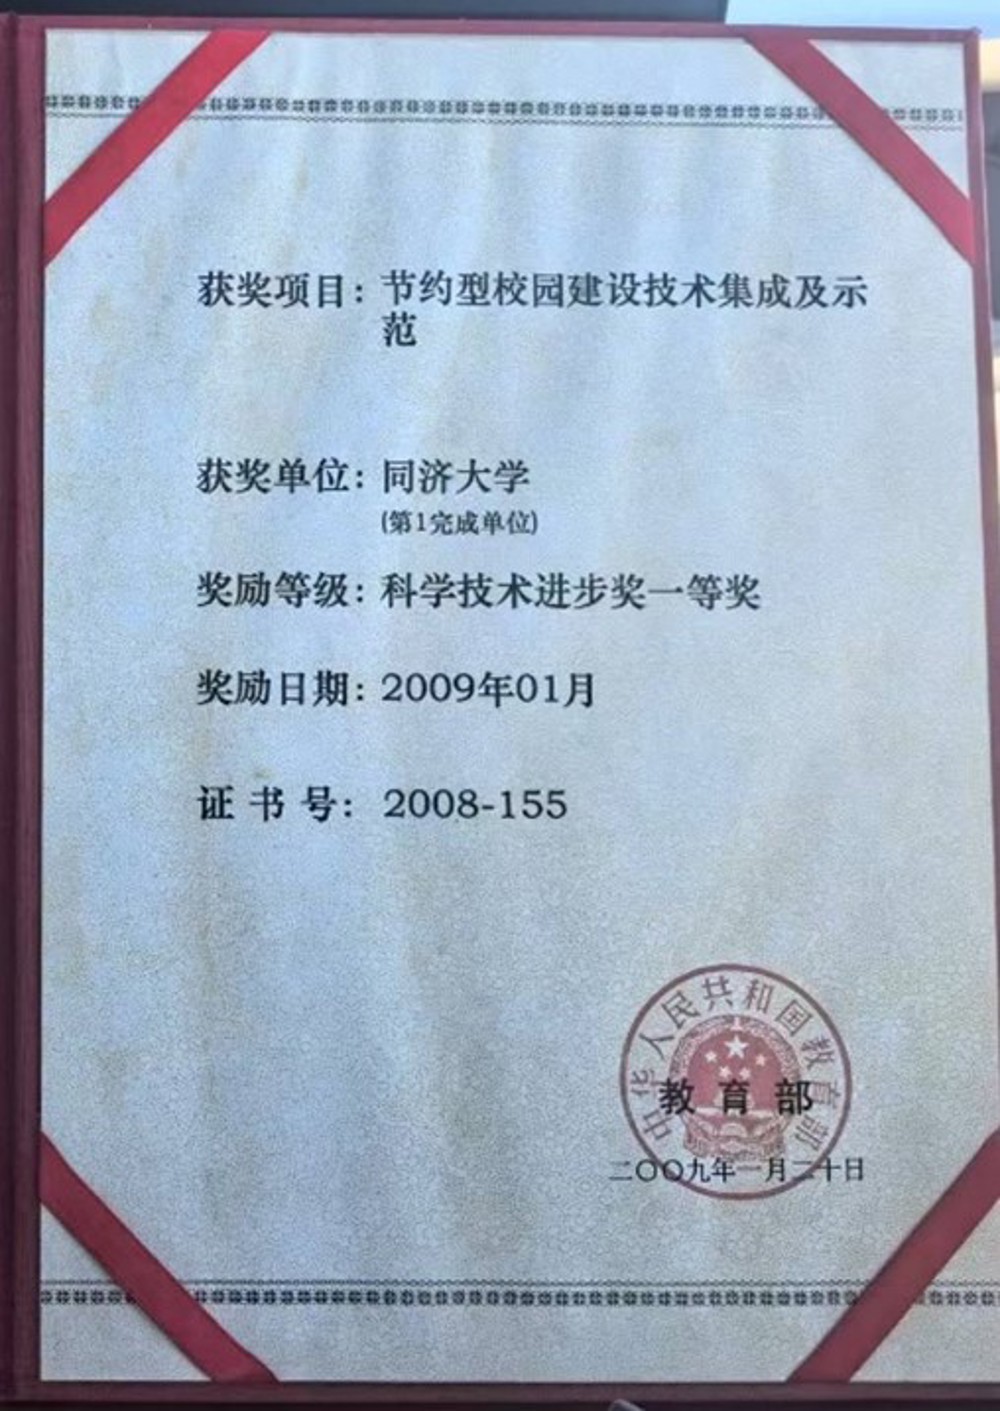 获奖项目：节约型校园建设技术集成及示
范
获奖单位：同济大学
(第1完成单位)
奖励等级：科学技术进步奖一等奖
奖励日期：2009年01月
证书号：2008-155
中华人民共和国教育部
教育部
二〇〇九年一月二十日